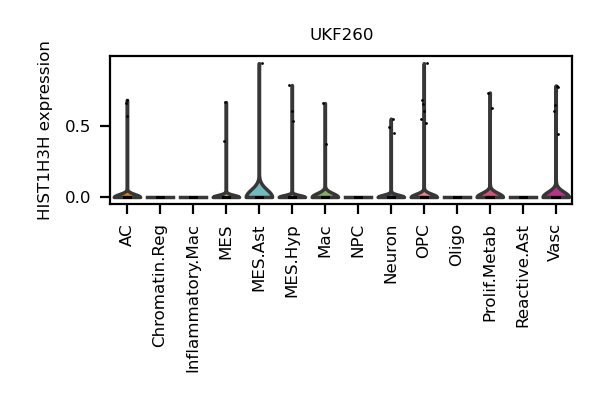 UKF260
HIST1H3H expression
0.5
0.0
AC
Chromatin.Reg
Inflammatory.Mac
MES
MES.Ast
MES.Hyp
Mac
NPC
Neuron
OPC
Oligo
Prolif.Metab
Reactive.Ast
Vasc